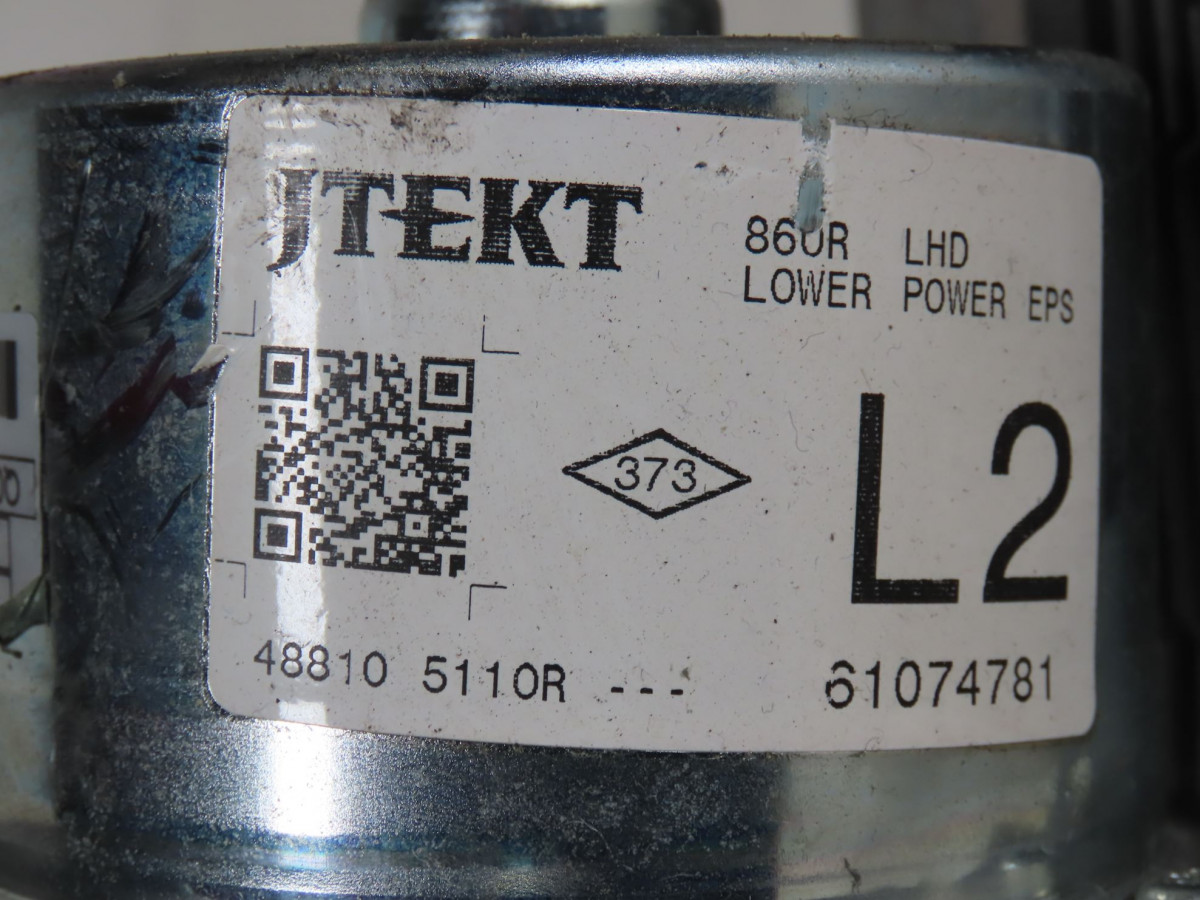 JTEKT
860R LHD
LOWER POWER EPS
373
L2
48810 5110R ---
61074781